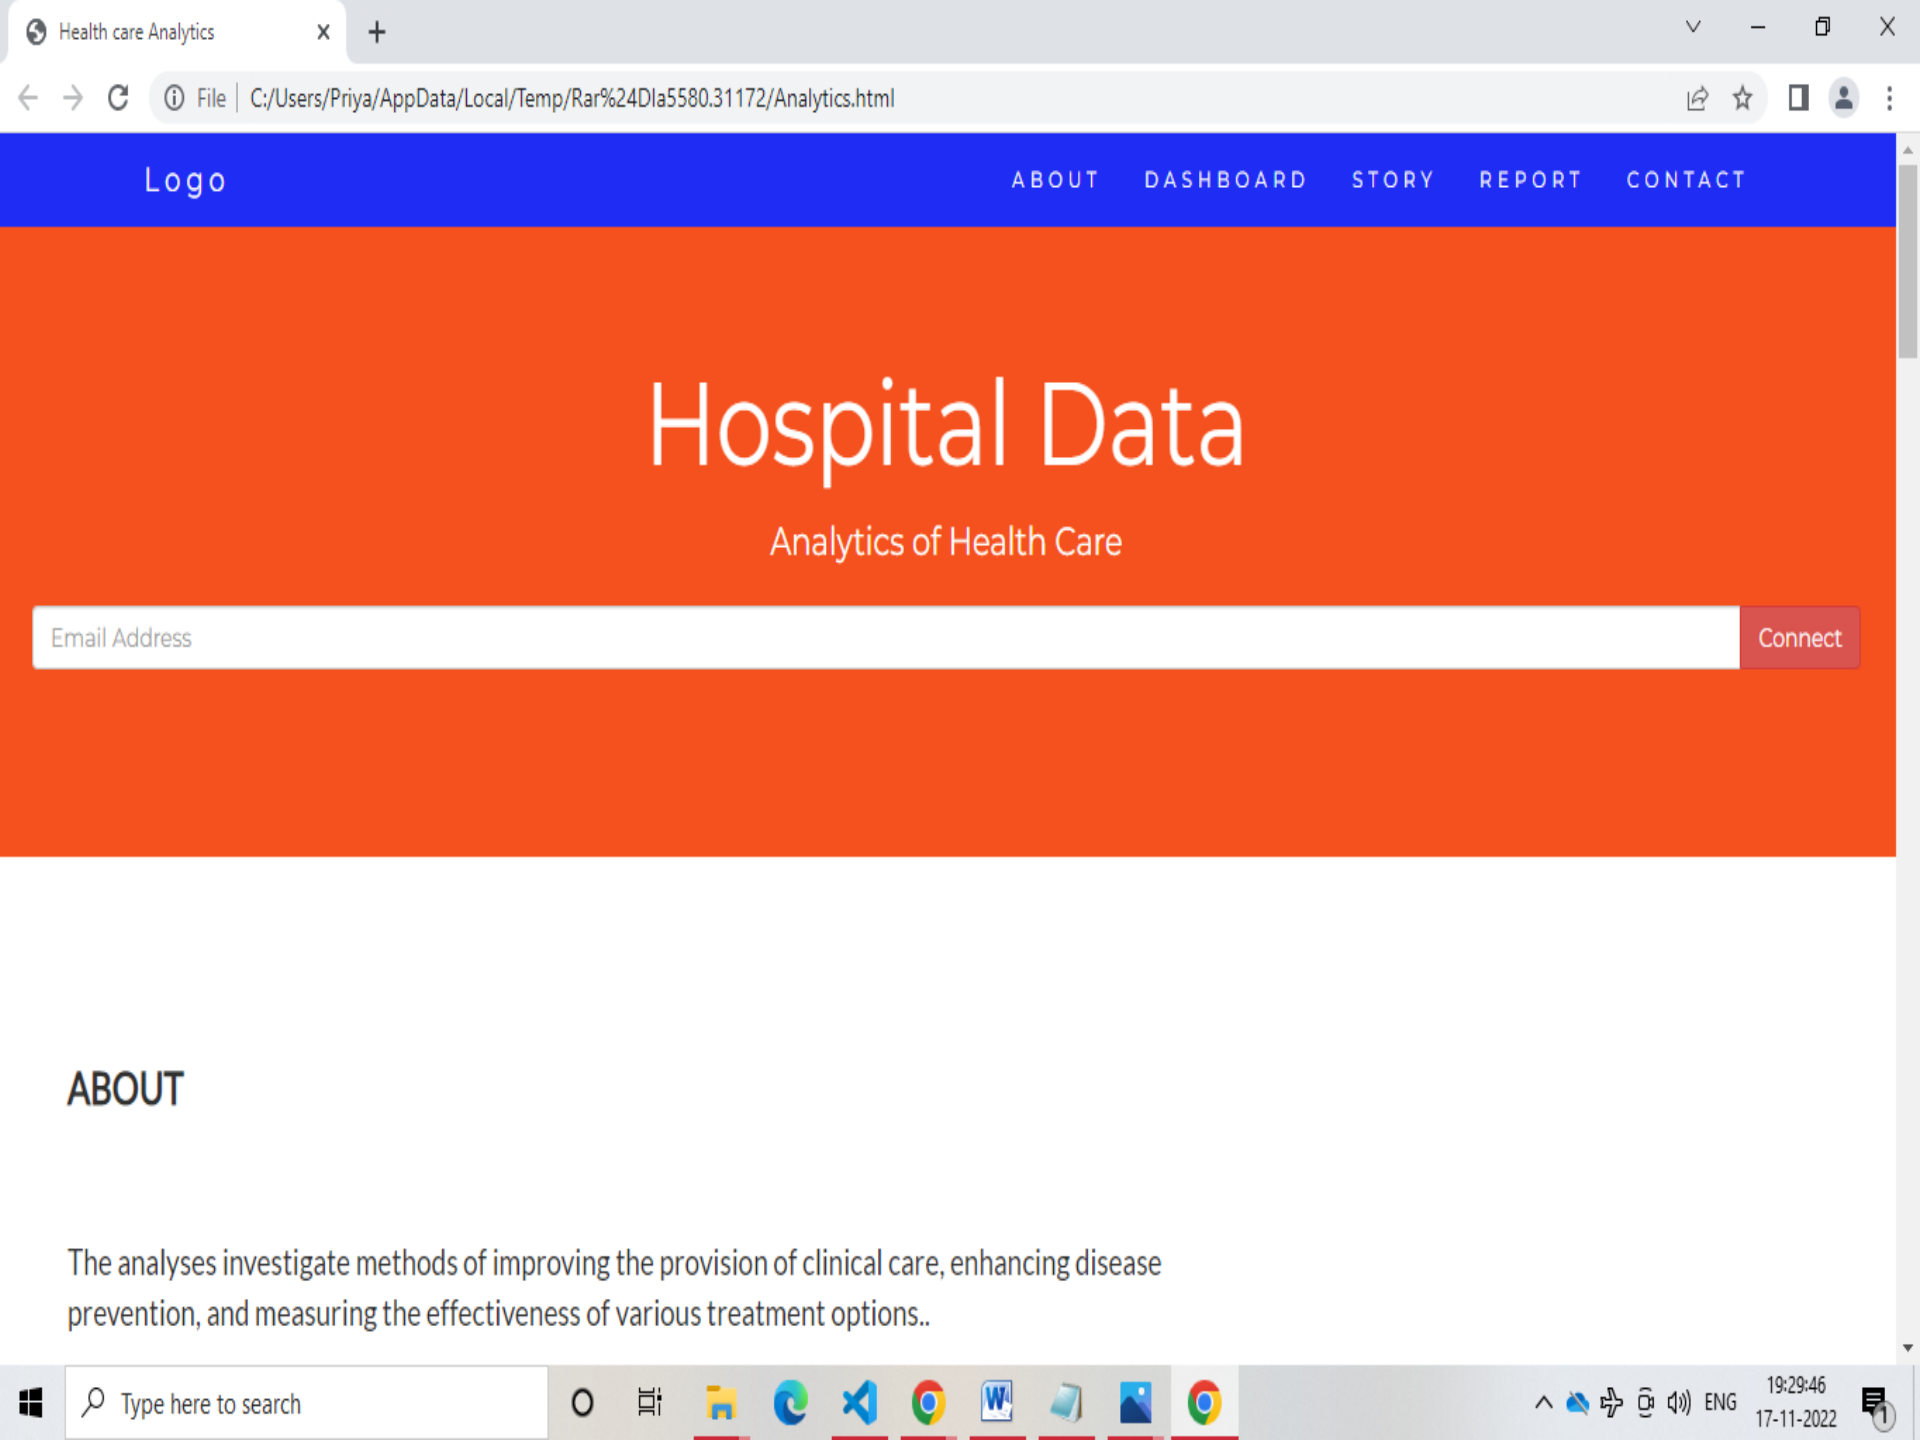 Health care Analytics
File
C:/Users/Priya/AppData/Local/Temp/Rar%24DIa5580.31172/Analytics.html
Logo
ABOUT DASHBOARD STORY REPORT CONTACT
Hospital Data
Analytics of Health Care
Email Address
Connect
ABOUT
The analyses investigate methods of improving the provision of clinical care, enhancing disease
prevention, and measuring the effectiveness of various treatment options..
Type here to search
W
ENG
19:29:46
17-11-2022
1